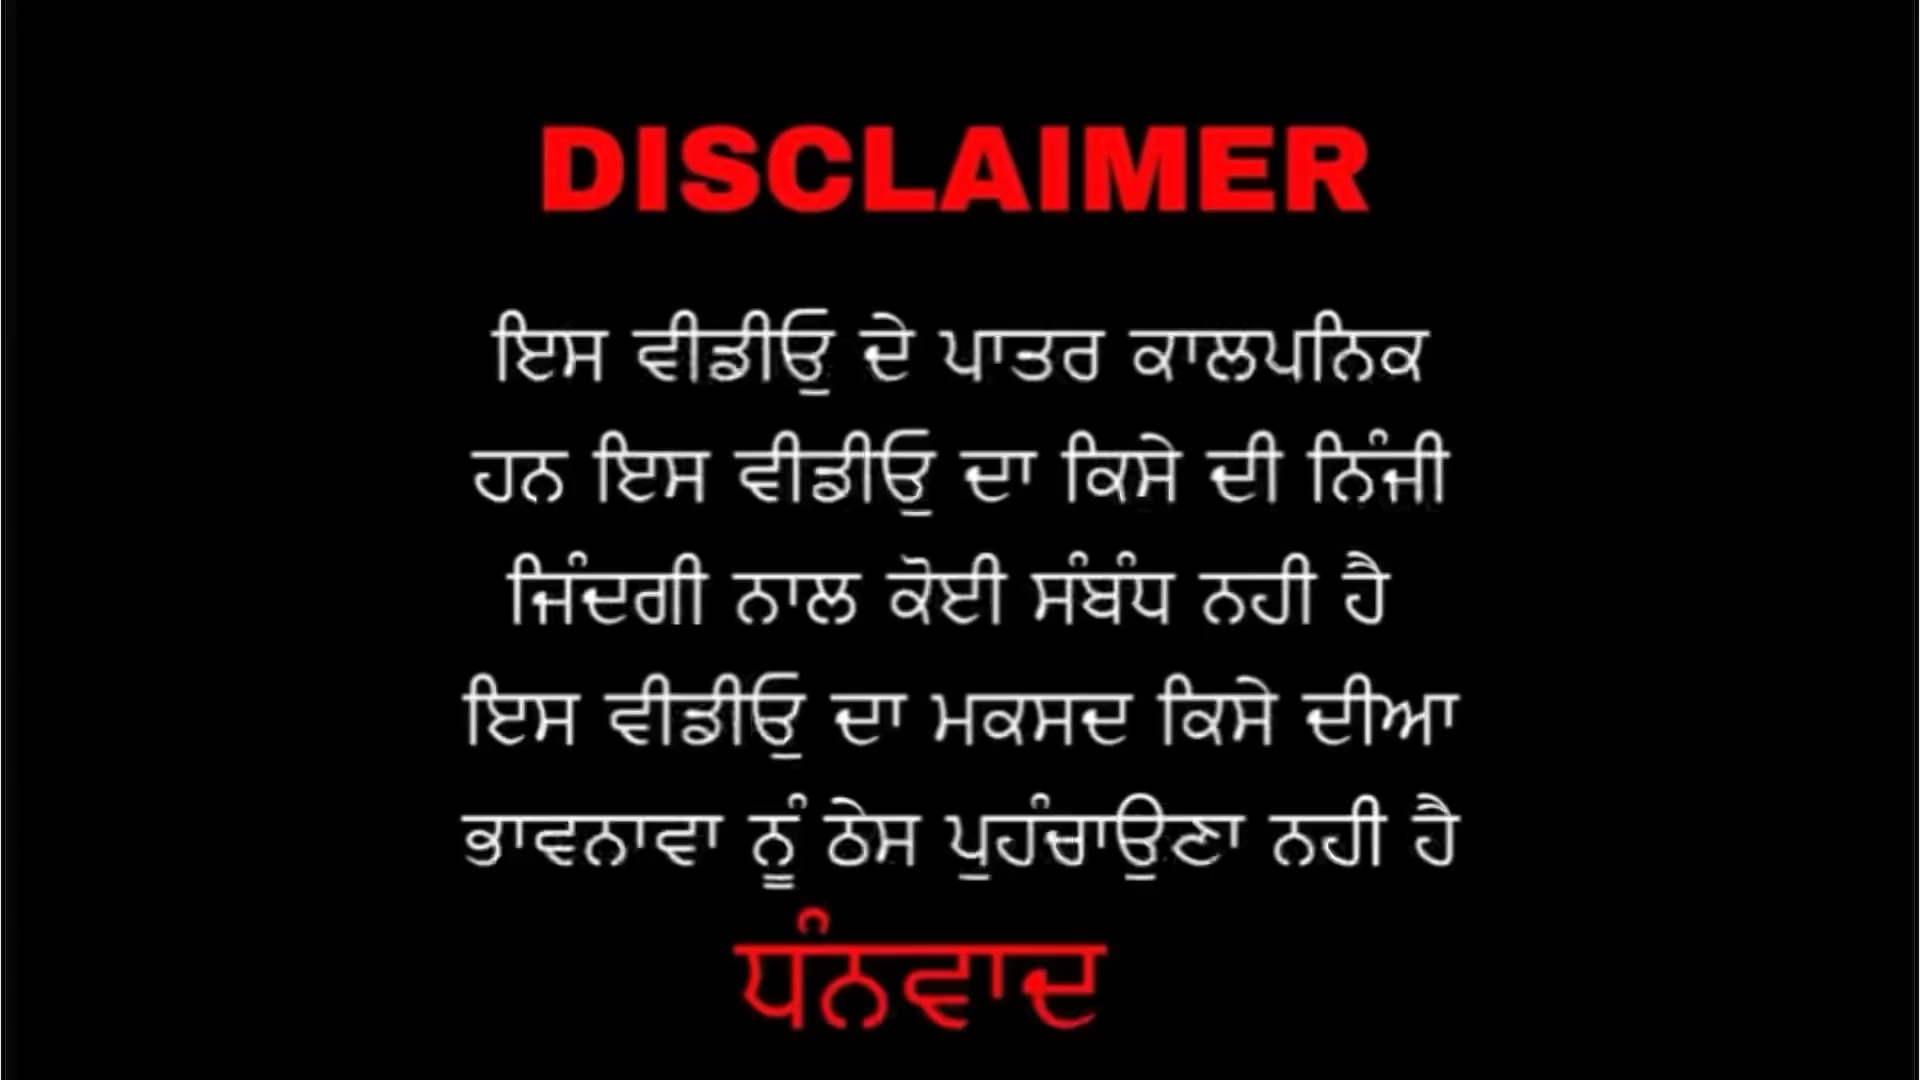 DISCLAIMER
ਇਸ ਵੀਡੀਓੁ ਦੇ ਪਾਤਰ ਕਾਲਪਨਿਕ
ਹਨ ਇਸ ਵੀਡੀਓੁ ਦਾ ਕਿਸੇ ਦੀ ਨਿੰਜੀ
ਜਿੰਦਗੀ ਨਾਲ ਕੋਈ ਸੰਬੰਧ ਨਹੀ ਹੈ
ਇਸ ਵੀਡੀਓੁ ਦਾ ਮਕਸਦ ਕਿਸੇ ਦੀਆ
ਭਾਵਨਾਵਾ ਨੂੰ ਠੇਸ ਪੁਹੰਚਾਉਣਾ ਨਹੀ ਹੈ
ਧੰਨਵਾਦ